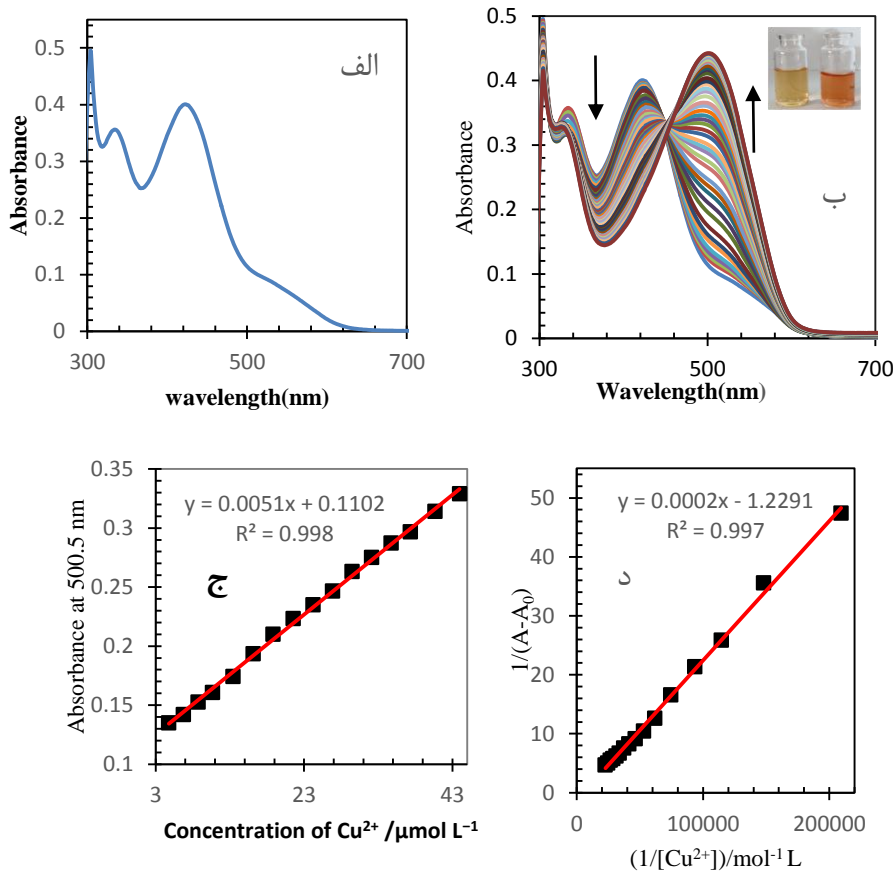 الف
Absorbance
0.5
0.4
0.3
0.2
0.1
0
300
500
700
wavelength(nm)
ب
Absorbance
0.5
0.4
0.3
0.2
0.1
0
300
400
500
600
700
Wavelength(nm)
ج
y = 0.0051x + 0.1102
R² = 0.998
Absorbance at 500.5 nm
0.35
0.3
0.25
0.2
0.15
0.1
3
23
43
Concentration of Cu²⁺ /µmol L⁻¹
د
y = 0.0002x - 1.2291
R² = 0.997
1/(A-A₀)
50
40
30
20
10
0
0
100000
200000
(1/[Cu²⁺])/mol⁻¹ L